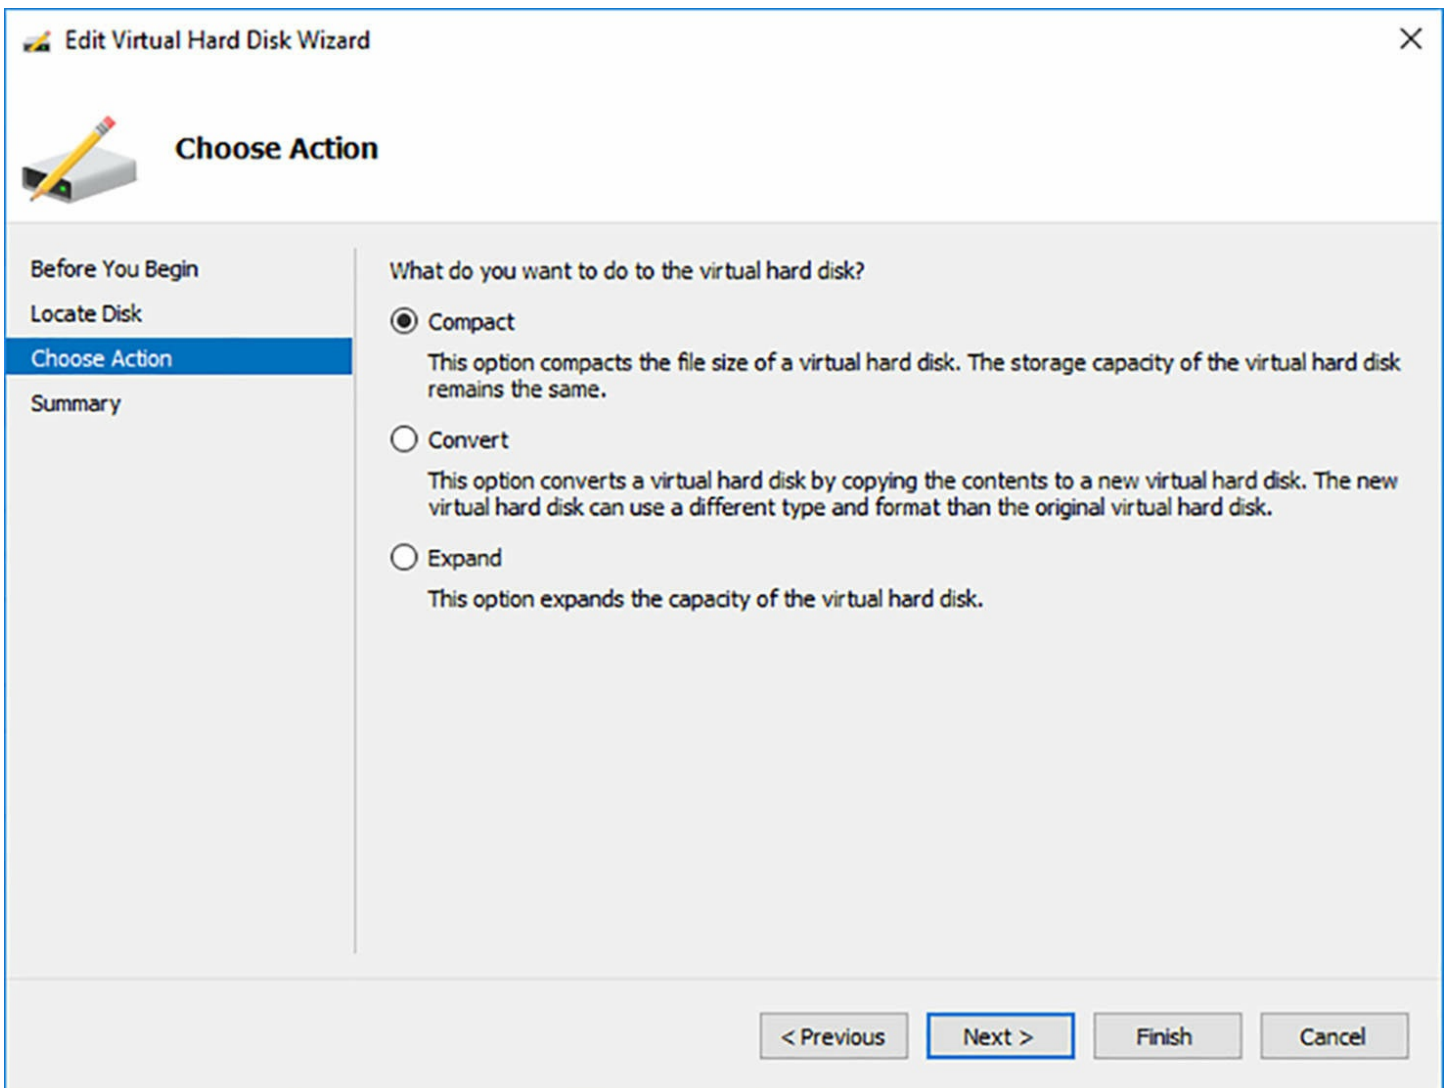 Edit Virtual Hard Disk Wizard
Choose Action
Before You Begin
Locate Disk
Choose Action
Summary
What do you want to do to the virtual hard disk?
Compact
This option compacts the file size of a virtual hard disk. The storage capacity of the virtual hard disk
remains the same.
Convert
This option converts a virtual hard disk by copying the contents to a new virtual hard disk. The new
virtual hard disk can use a different type and format than the original virtual hard disk.
Expand
This option expands the capacity of the virtual hard disk.
< Previous
Next >
Finish
Cancel